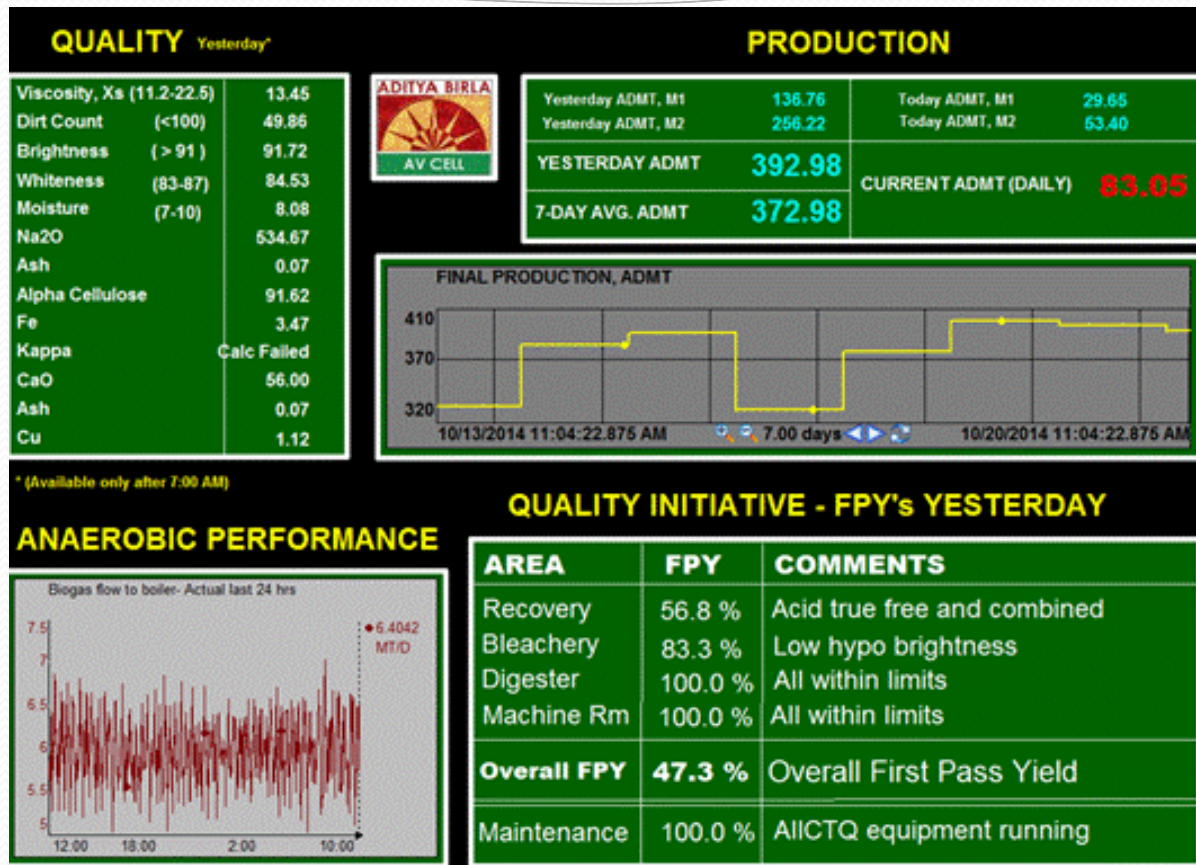 QUALITY Yesterday*
Viscosity, Xs (11.2-22.5) 13.45
Dirt Count (<100) 49.86
Brightness ( > 91 ) 91.72
Whiteness (83-87) 84.53
Moisture (7-10) 8.08
Na2O 534.67
Ash 0.07
Alpha Cellulose 91.62
Fe 3.47
Kappa Calc Failed
CaO 56.00
Ash 0.07
Cu 1.12
* (Available only after 7:00 AM)
ADITYA BIRLA
AV CELL
PRODUCTION
Yesterday ADMT, M1 136.76 Today ADMT, M1 29.65
Yesterday ADMT, M2 256.22 Today ADMT, M2 53.40
YESTERDAY ADMT 392.98
7-DAY AVG. ADMT 372.98
CURRENT ADMT (DAILY) 83.05
FINAL PRODUCTION, ADMT
410
370
320
10/13/2014 11:04:22.875 AM 7.00 days 10/20/2014 11:04:22.875 AM
ANAEROBIC PERFORMANCE
Biogas flow to boiler- Actual last 24 hrs
7.5
7
6.5
6
5.5
5
6.4042
MT/D
12:00 18:00 2:00 10:00
QUALITY INITIATIVE - FPY's YESTERDAY
AREA FPY COMMENTS
Recovery 56.8 % Acid true free and combined
Bleachery 83.3 % Low hypo brightness
Digester 100.0 % All within limits
Machine Rm 100.0 % All within limits
Overall FPY 47.3 % Overall First Pass Yield
Maintenance 100.0 % AllCTQ equipment running